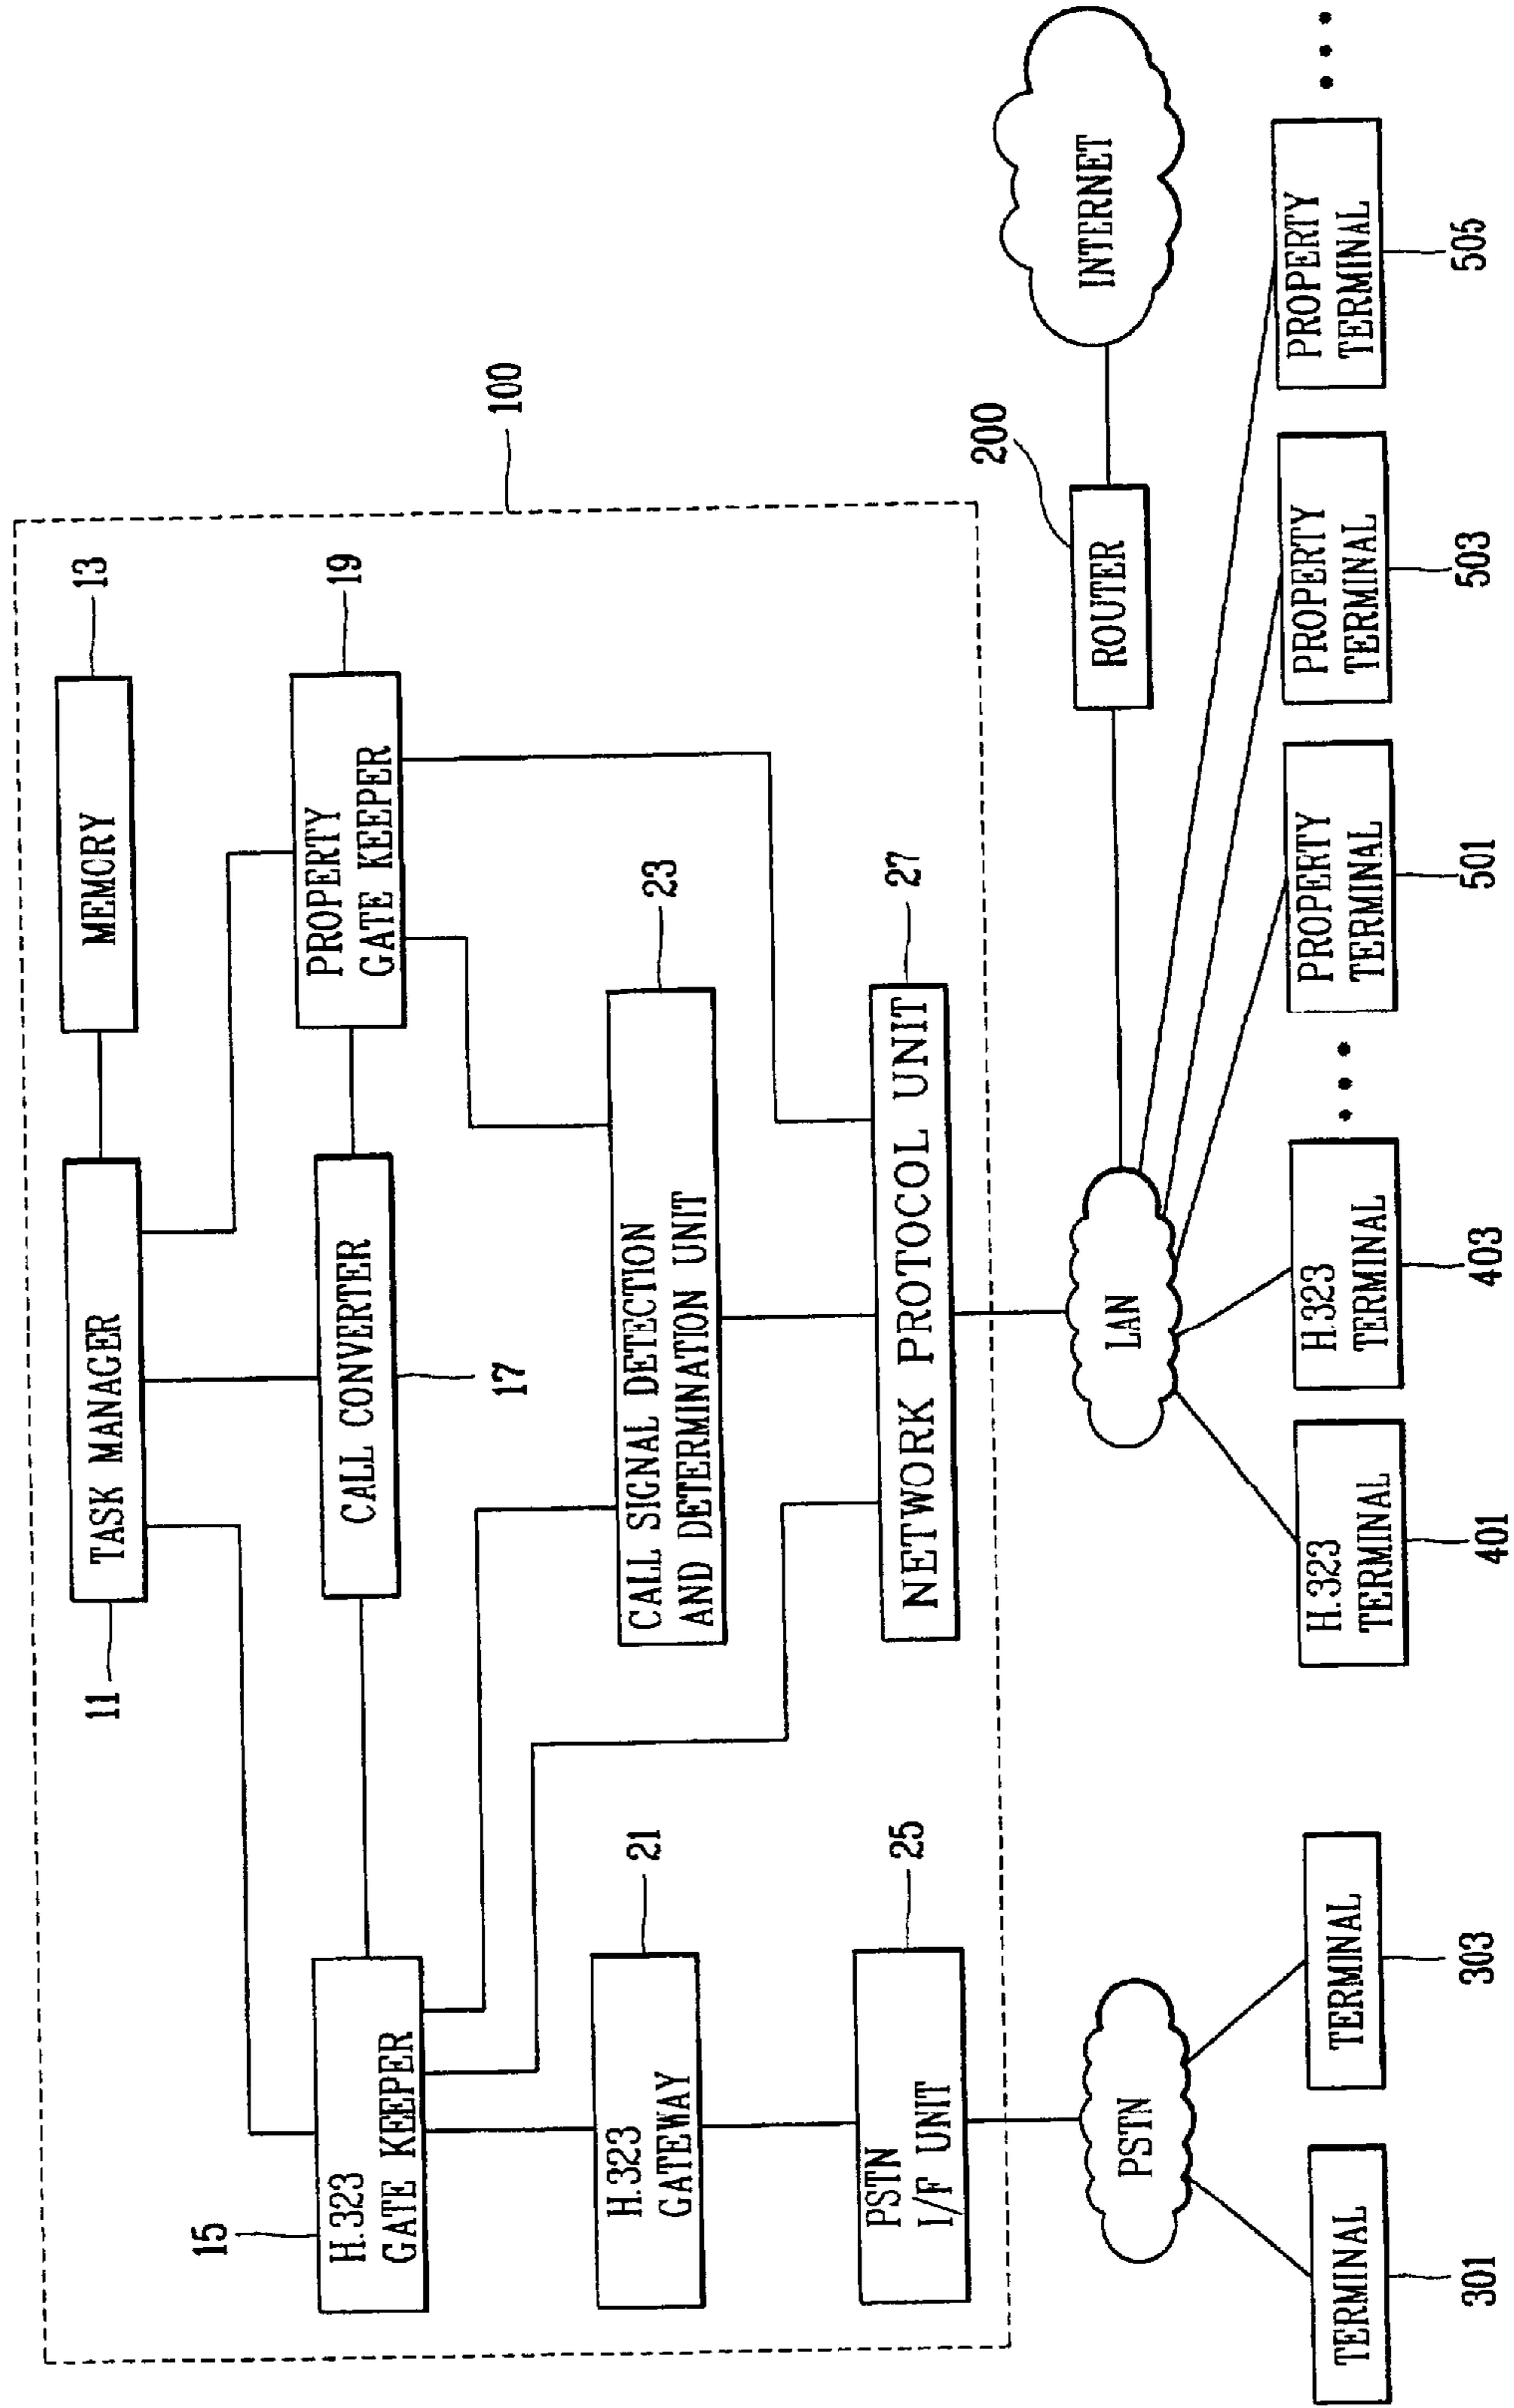 100
11
TASK MANAGER
MEMORY
13
15
H.323
GATE KEEPER
CALL CONVERTER
17
PROPERTY
GATE KEEPER
19
H.323
GATEWAY
21
CALL SIGNAL DETECTION
AND DETERMINATION UNIT
23
PSTN
I/F UNIT
25
NETWORK PROTOCOL UNIT
27
PSTN
LAN
ROUTER
200
INTERNET
TERMINAL
301
TERMINAL
303
H.323
TERMINAL
401
H.323
TERMINAL
403
PROPERTY
TERMINAL
501
PROPERTY
TERMINAL
503
PROPERTY
TERMINAL
505